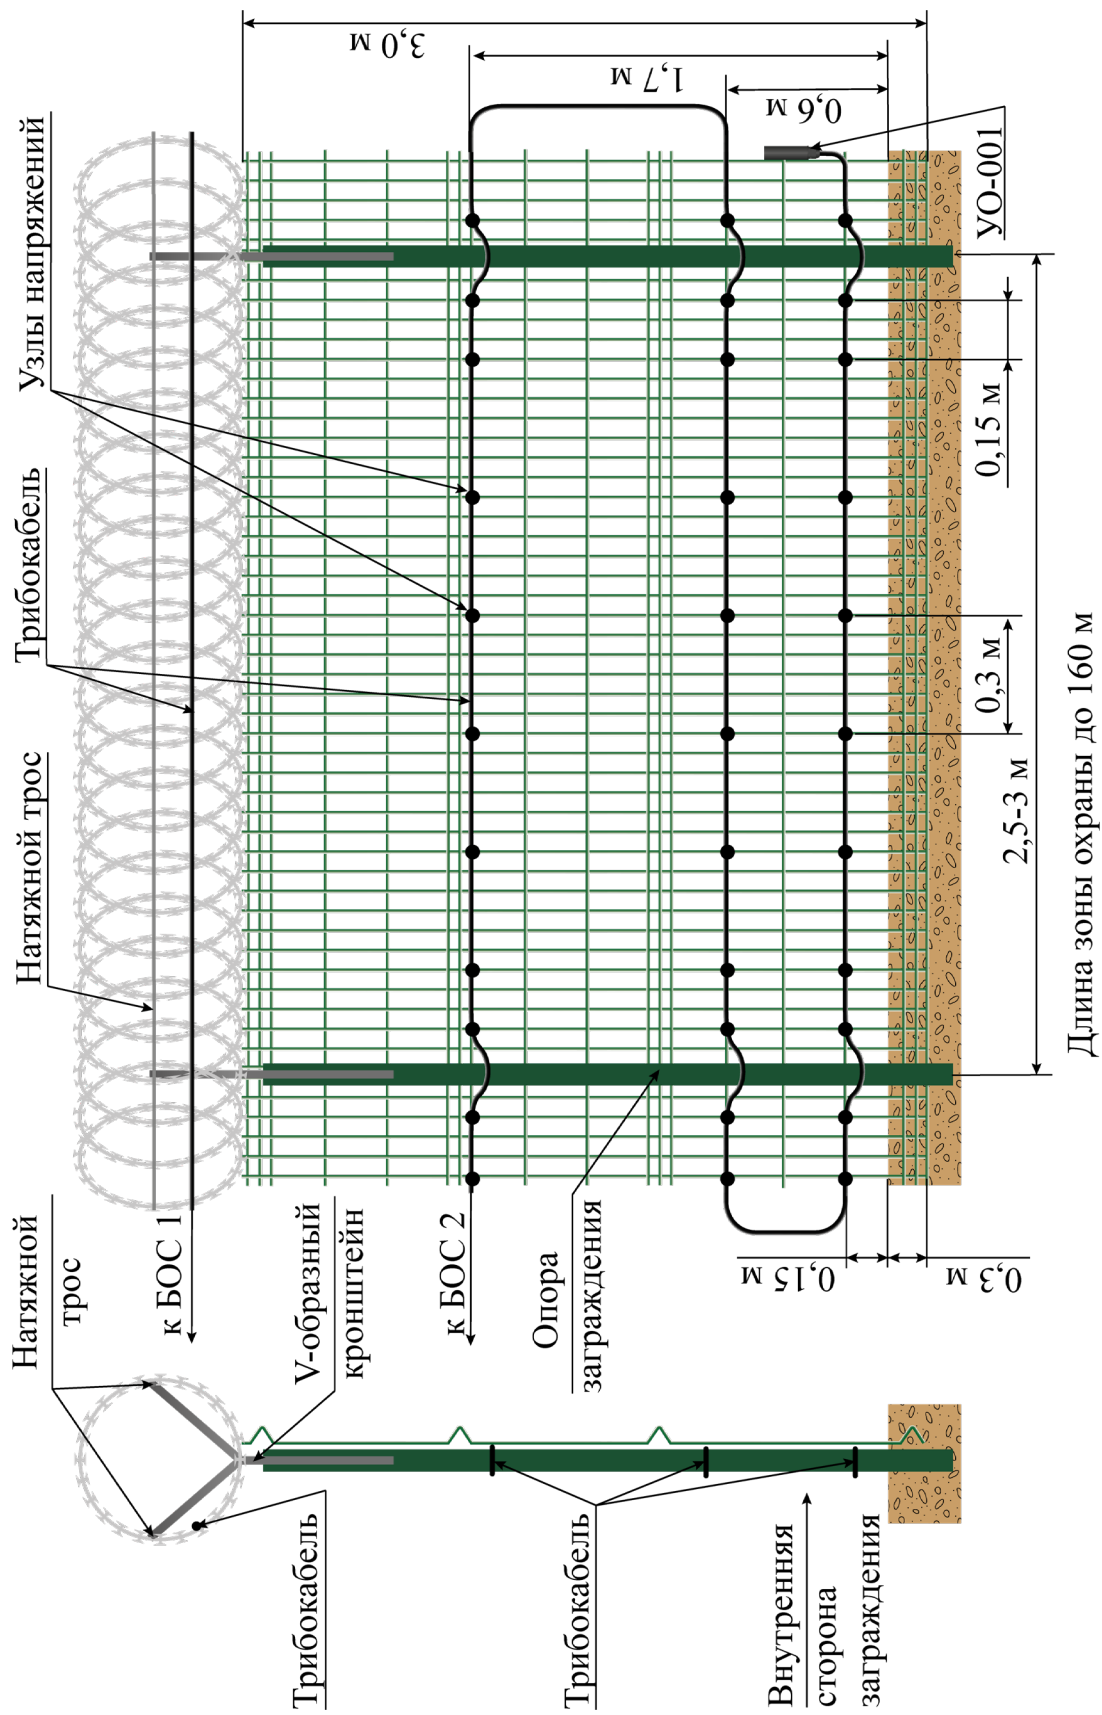 Натяжной
трос
Натяжной трос
Трибокабель
Узлы напряжений
к БОС 1
V-образный
кронштейн
к БОС 2
Опора
заграждения
Трибокабель
Трибокабель
Внутренняя
сторона
заграждения
3,0 м
1,7 м
0,6 м
УО-001
0,15 м
0,3 м
0,15 м
0,3 м
2,5-3 м
Длина зоны охраны до 160 м